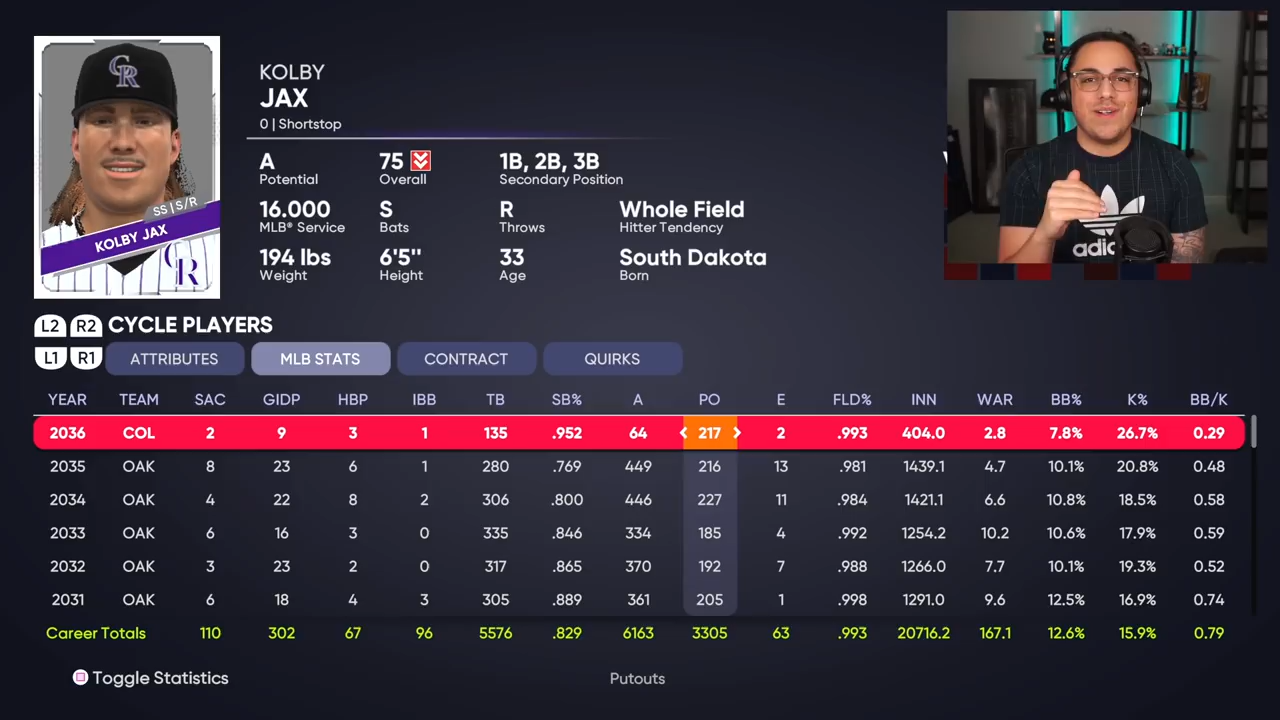 CR
SS | S/R
KOLBY JAX
CR
KOLBY
JAX
0 | Shortstop
A
Potential
75
Overall
1B, 2B, 3B
Secondary Position
16.000
MLB® Service
S
Bats
R
Throws
Whole Field
Hitter Tendency
194 lbs
Weight
6'5"
Height
33
Age
South Dakota
Born
adid
L2 R2 CYCLE PLAYERS
L1 R1 ATTRIBUTES MLB STATS CONTRACT QUIRKS
YEAR TEAM SAC GIDP HBP IBB TB SB% A PO E FLD% INN WAR BB% K% BB/K
2036 COL 2 9 3 1 135 .952 64 217 2 .993 404.0 2.8 7.8% 26.7% 0.29
2035 OAK 8 23 6 1 280 .769 449 216 13 .981 1439.1 4.7 10.1% 20.8% 0.48
2034 OAK 4 22 8 2 306 .800 446 227 11 .984 1421.1 6.6 10.8% 18.5% 0.58
2033 OAK 6 16 3 0 335 .846 334 185 4 .992 1254.2 10.2 10.6% 17.9% 0.59
2032 OAK 3 23 2 0 317 .865 370 192 7 .988 1266.0 7.7 10.1% 19.3% 0.52
2031 OAK 6 18 4 3 305 .889 361 205 1 .998 1291.0 9.6 12.5% 16.9% 0.74
Career Totals 110 302 67 96 5576 .829 6163 3305 63 .993 20716.2 167.1 12.6% 15.9% 0.79
Toggle Statistics
Putouts